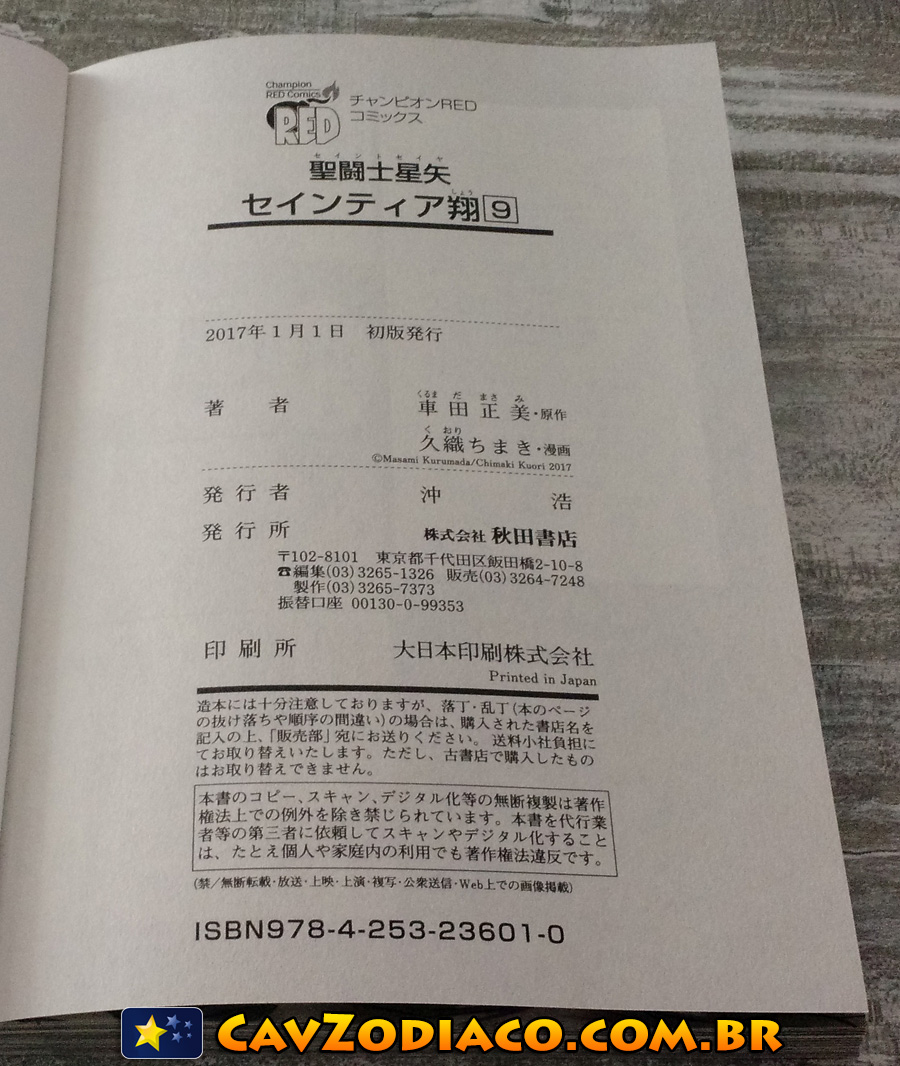 Champion
RED Comics
RED
チャンピオンRED
コミックス
セイントセイヤ
聖闘士星矢
しょう
セインティア翔9
2017年1月1日 初版発行
くるまだまさみ
著者 車田正美・原作
くおり
久織ちまき・漫画
©Masami Kurumada/Chimaki Kuori 2017
発行者 沖浩
発行所 株式会社 秋田書店
〒102-8101 東京都千代田区飯田橋2-10-8
☎編集(03)3265-1326 販売(03)3264-7248
製作(03)3265-7373
振替口座 00130-0-99353
印刷所 大日本印刷株式会社
Printed in Japan
造本には十分注意しておりますが、落丁・乱丁(本のページ
の抜け落ちや順序の間違い)の場合は、購入された書店名を
記入の上、「販売部」宛にお送りください。送料小社負担に
てお取り替えいたします。ただし、古書店で購入したもの
はお取り替えできません。
本書のコピー、スキャン、デジタル化等の無断複製は著作
権法上での例外を除き禁じられています。本書を代行業
者等の第三者に依頼してスキャンやデジタル化すること
は、たとえ個人や家庭内の利用でも著作権法違反です。
(禁/無断転載・放送・上映・上演・複写・公衆送信・Web上での画像掲載)
ISBN978-4-253-23601-0
CAVZODIACO.COM.BR